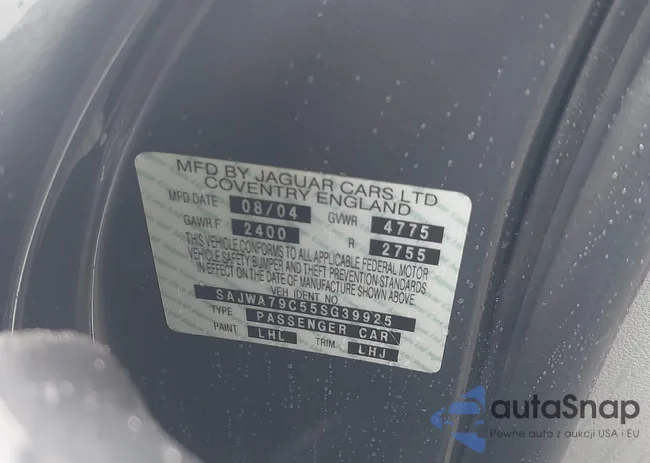 MFD BY JAGUAR CARS LTD
COVENTRY ENGLAND
MFD DATE 08/04 GVWR 4775
GAWR F 2400 R 2755
THIS VEHICLE CONFORMS TO ALL APPLICABLE FEDERAL MOTOR
VEHICLE SAFETY BUMPER AND THEFT PREVENTION STANDARDS
IN EFFECT ON THE DATE OF MANUFACTURE SHOWN ABOVE.
VEH IDENT NO
SAJWA79C55SG39925
TYPE PASSENGER CAR
PAINT LHL TRIM LHJ
autaSnap
Pewne auta z aukcji USA i EU